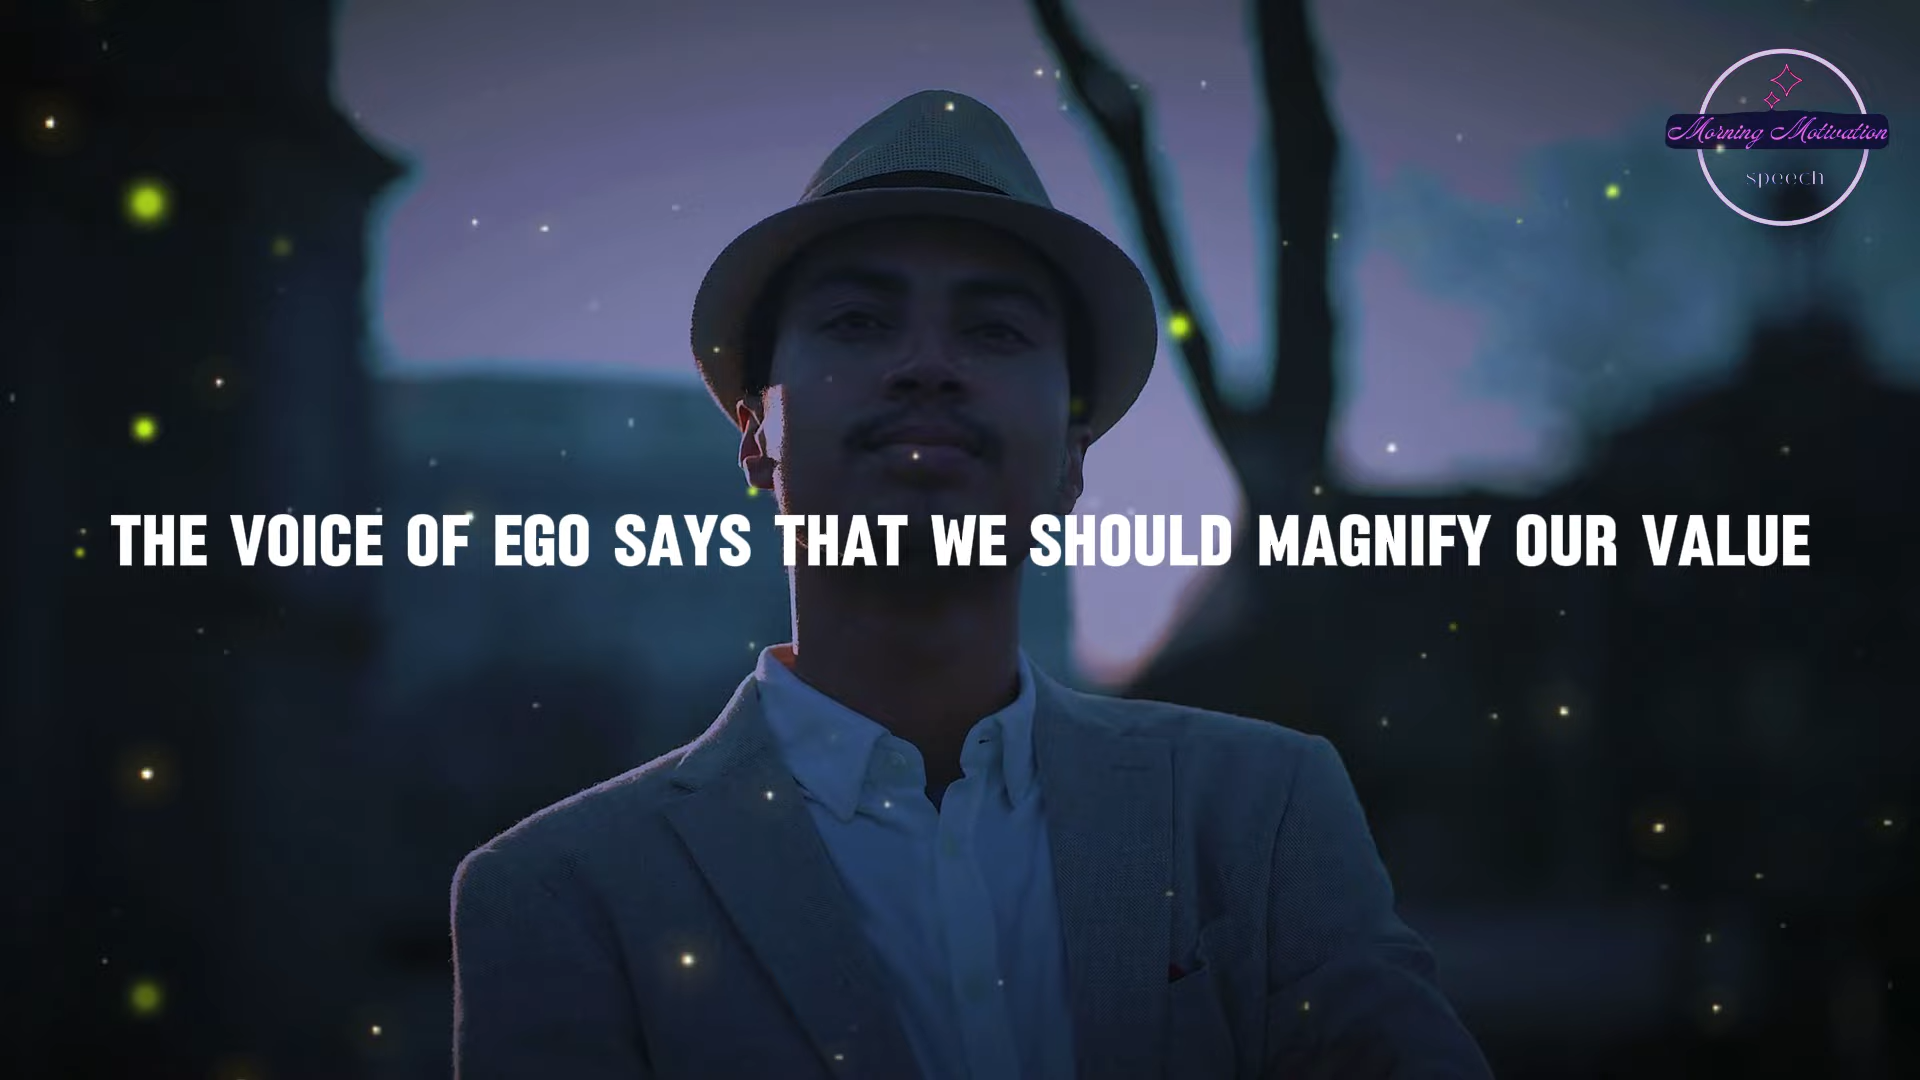 Morning Motivation
speech
THE VOICE OF EGO SAYS THAT WE SHOULD MAGNIFY OUR VALUE